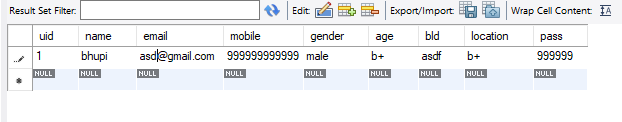 Result Set Filter: Edit: Export/Import: Wrap Cell Content: IA
uid name email mobile gender age bld location pass
1 bhupi asd@gmail.com 999999999999 male b+ asdf b+ 999999
NULL NULL NULL NULL NULL NULL NULL NULL NULL